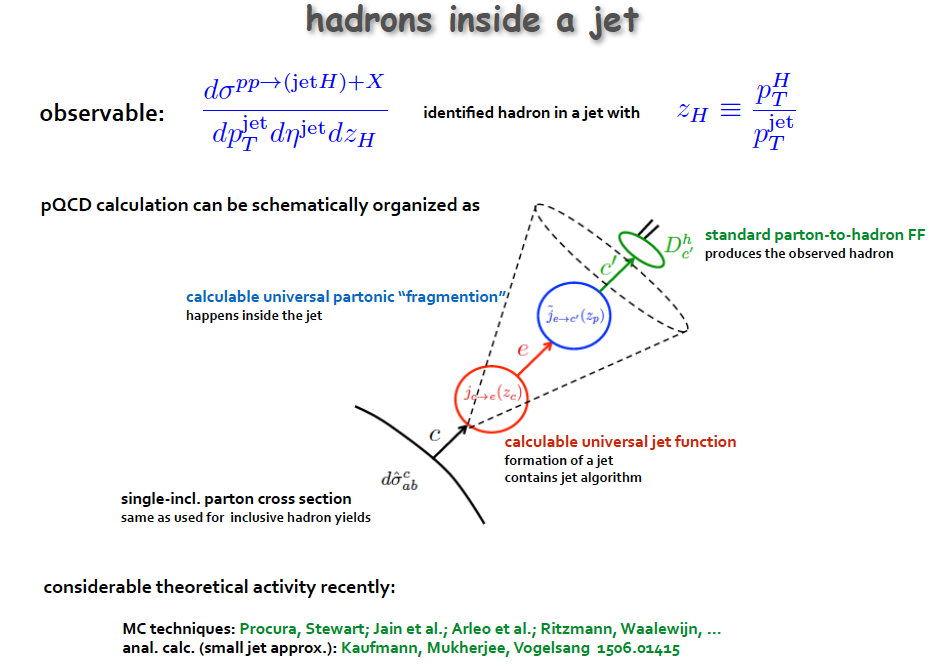 hadrons inside a jet
observable: dσ^{pp→(jetH)+X} / dp_T^{jet} dη^{jet} dz_H identified hadron in a jet with z_H ≡ p_T^H / p_T^{jet}
pQCD calculation can be schematically organized as
standard parton-to-hadron FF
produces the observed hadron
D_{c'}^h
c'
calculable universal partonic “fragmention”
happens inside the jet
j̃_{e→c'}(z_p)
e
j_{c→e}(z_c)
c
calculable universal jet function
formation of a jet
contains jet algorithm
dσ̂_{ab}^c
single-incl. parton cross section
same as used for inclusive hadron yields
considerable theoretical activity recently:
MC techniques: Procura, Stewart; Jain et al.; Arleo et al.; Ritzmann, Waalewijn, ...
anal. calc. (small jet approx.): Kaufmann, Mukherjee, Vogelsang 1506.01415